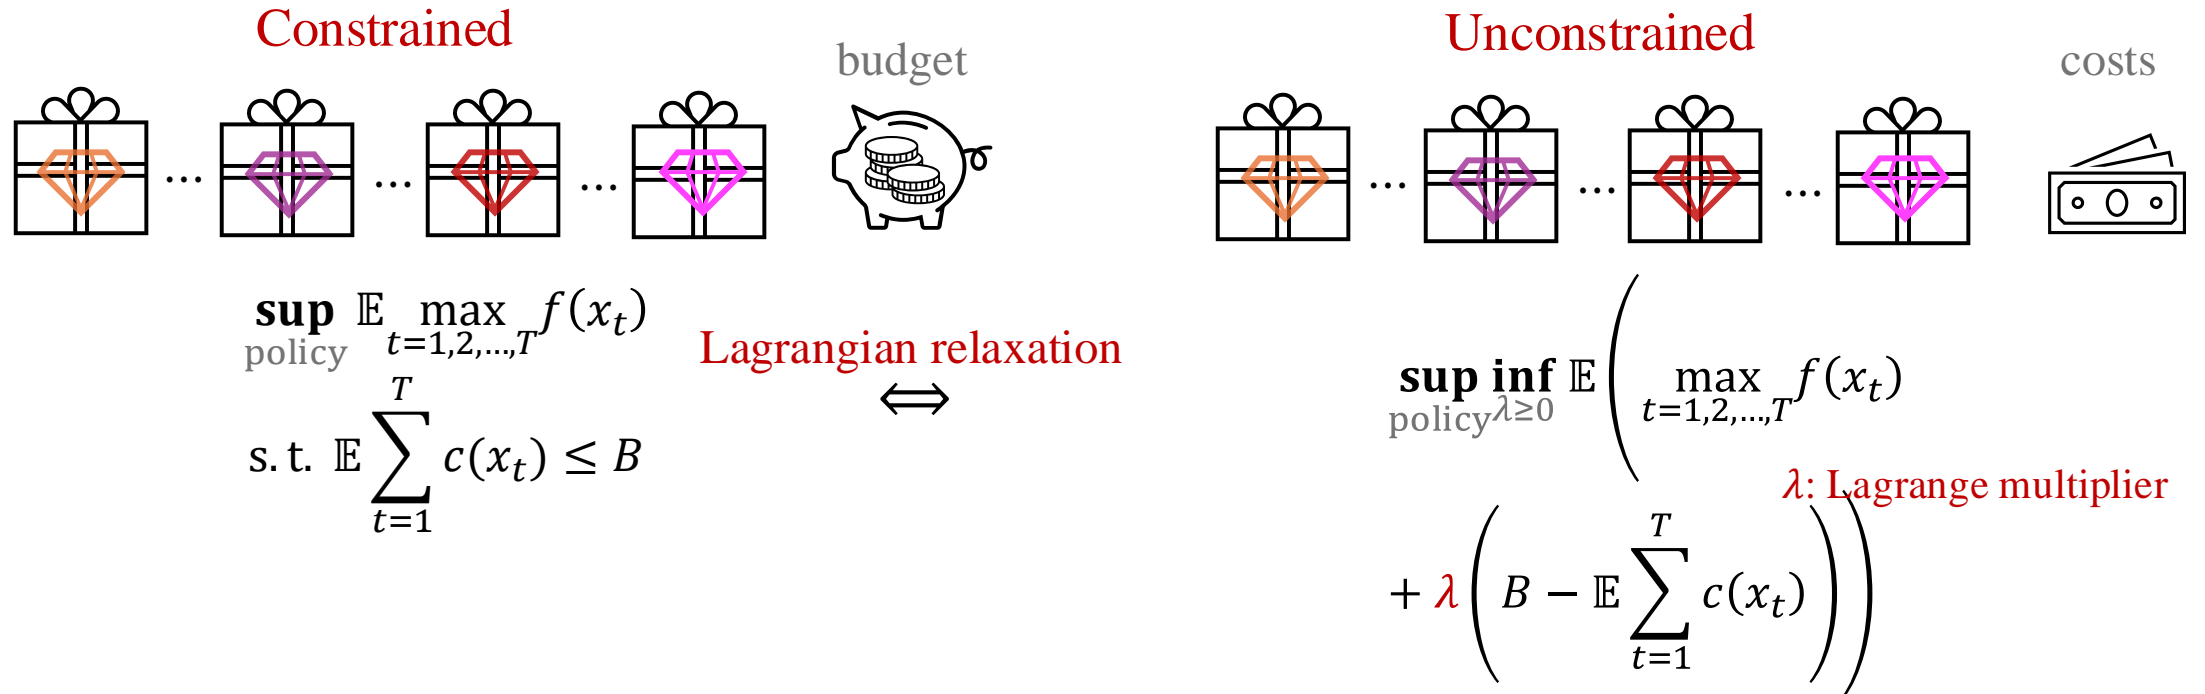 Constrained
budget
... ... ...
sup 𝔼 max f(x_t)
policy t=1,2,...,T
s.t. 𝔼 ∑_{t=1}^{T} c(x_t) ≤ B
Lagrangian relaxation
⇔
Unconstrained
costs
... ... ...
sup inf 𝔼 ( max f(x_t)
policy λ≥0 t=1,2,...,T
λ: Lagrange multiplier
+ λ ( B − 𝔼 ∑_{t=1}^{T} c(x_t) ) )